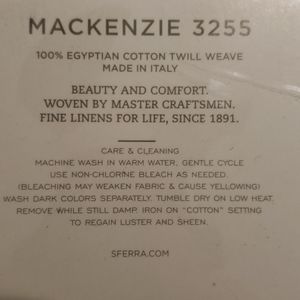 MACKENZIE 3255
100% EGYPTIAN COTTON TWILL WEAVE
MADE IN ITALY
BEAUTY AND COMFORT.
WOVEN BY MASTER CRAFTSMEN.
FINE LINENS FOR LIFE, SINCE 1891.
CARE & CLEANING
MACHINE WASH IN WARM WATER, GENTLE CYCLE
USE NON-CHLORINE BLEACH AS NEEDED.
(BLEACHING MAY WEAKEN FABRIC & CAUSE YELLOWING)
WASH DARK COLORS SEPARATELY. TUMBLE DRY ON LOW HEAT.
REMOVE WHILE STILL DAMP. IRON ON "COTTON" SETTING
TO REGAIN LUSTER AND SHEEN.
SFERRA.COM